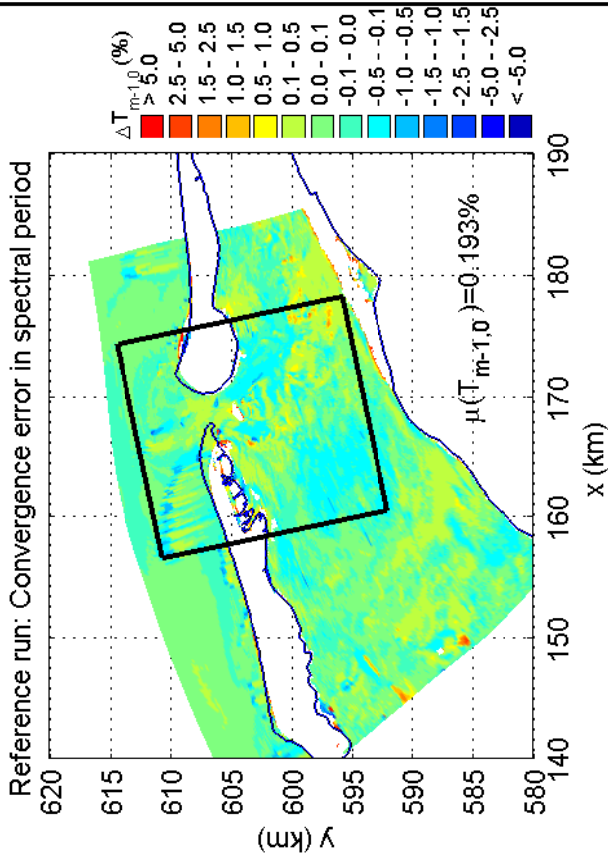 Reference run: Convergence error in spectral period
ΔT m-1,0 (%)
> 5.0
2.5 - 5.0
1.5 - 2.5
1.0 - 1.5
0.5 - 1.0
0.1 - 0.5
0.0 - 0.1
-0.1 - 0.0
-0.5 - -0.1
-1.0 - -0.5
-1.5 - -1.0
-2.5 - -1.5
-5.0 - -2.5
< -5.0
620
615
610
605
600
595
590
585
580
y (km)
μ(T m-1,0)=0.193%
140
150
160
170
180
190
x (km)